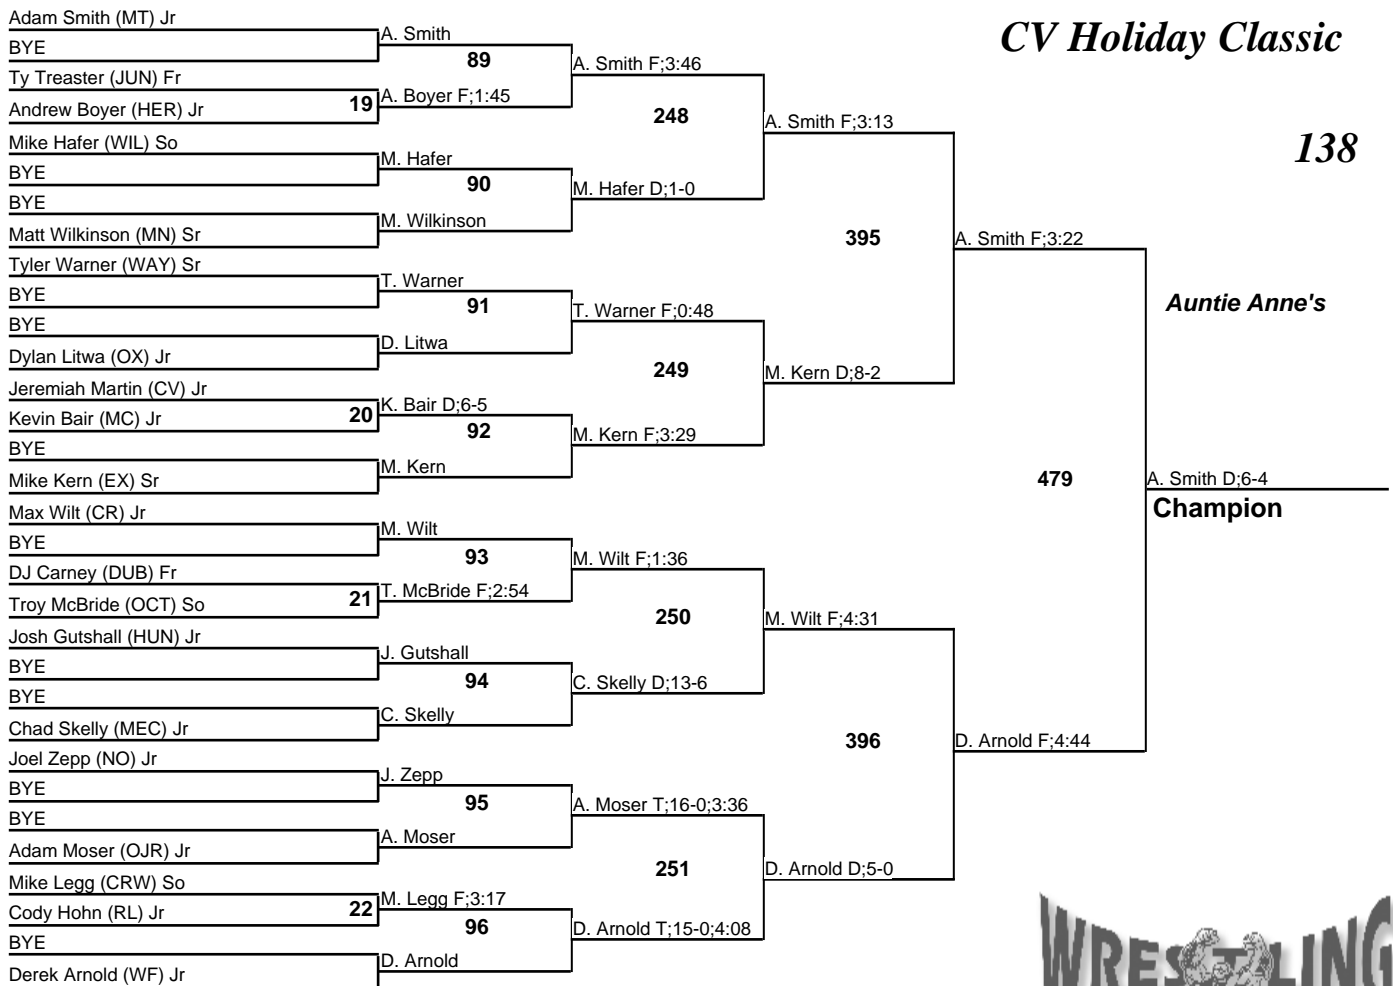 CV Holiday Classic
138
Auntie Anne's
Adam Smith (MT) Jr
BYE
Ty Treaster (JUN) Fr
Andrew Boyer (HER) Jr
19
Mike Hafer (WIL) So
BYE
BYE
Matt Wilkinson (MN) Sr
Tyler Warner (WAY) Sr
BYE
BYE
Dylan Litwa (OX) Jr
Jeremiah Martin (CV) Jr
Kevin Bair (MC) Jr
20
BYE
Mike Kern (EX) Sr
Max Wilt (CR) Jr
BYE
DJ Carney (DUB) Fr
Troy McBride (OCT) So
21
Josh Gutshall (HUN) Jr
BYE
BYE
Chad Skelly (MEC) Jr
Joel Zepp (NO) Jr
BYE
BYE
Adam Moser (OJR) Jr
Mike Legg (CRW) So
Cody Hohn (RL) Jr
22
BYE
Derek Arnold (WF) Jr
A. Smith
89
A. Boyer F;1:45
M. Hafer
90
M. Wilkinson
T. Warner
91
D. Litwa
K. Bair D;6-5
92
M. Kern
M. Wilt
93
T. McBride F;2:54
J. Gutshall
94
C. Skelly
J. Zepp
95
A. Moser
M. Legg F;3:17
96
D. Arnold
A. Smith F;3:46
248
M. Hafer D;1-0
T. Warner F;0:48
249
M. Kern F;3:29
M. Wilt F;1:36
250
C. Skelly D;13-6
A. Moser T;16-0;3:36
251
D. Arnold T;15-0;4:08
A. Smith F;3:13
395
M. Kern D;8-2
M. Wilt F;4:31
396
D. Arnold D;5-0
A. Smith F;3:22
479
D. Arnold F;4:44
A. Smith D;6-4
Champion
WRESTLING